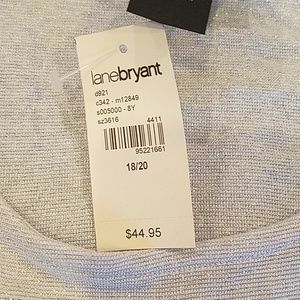 lanebryant
d921
c342 - m12849
s005000 - 8Y
sz3616 4411
95221661
18/20
$44.95